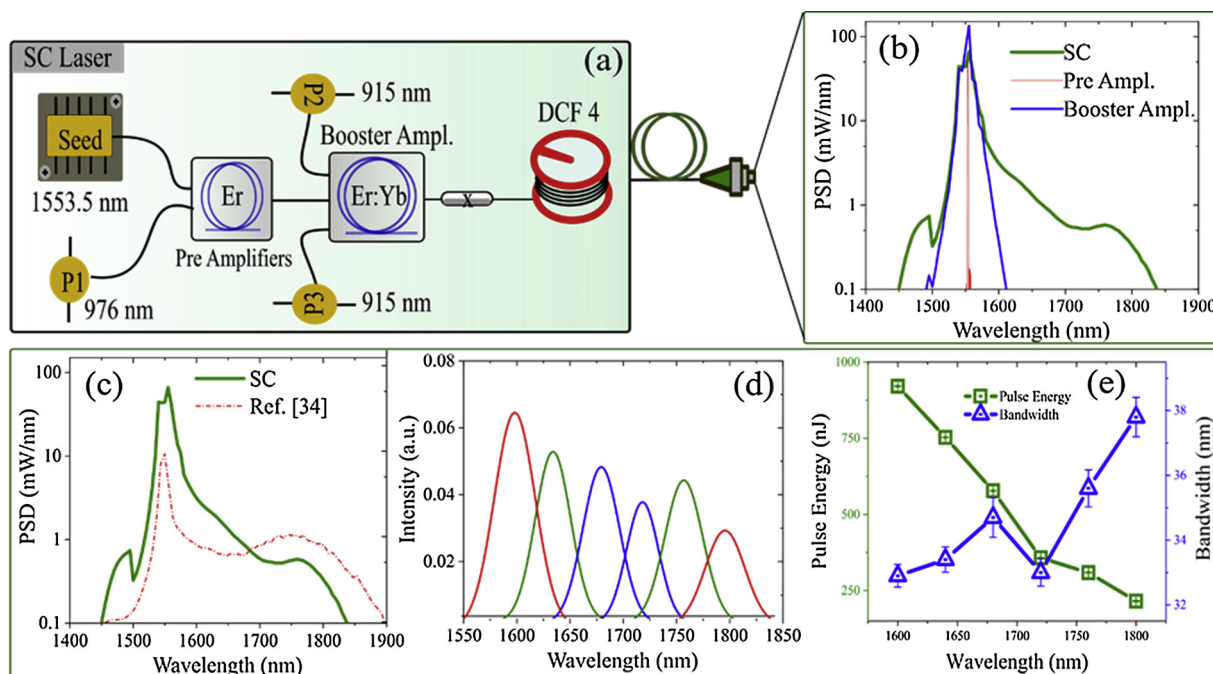 SC Laser
(a)
Seed
1553.5 nm
P1
976 nm
Er
Pre Amplifiers
P2
915 nm
Booster Ampl.
Er:Yb
P3
915 nm
X
DCF 4
(b)
SC
Pre Ampl.
Booster Ampl.
PSD (mW/nm)
100
10
1
0.1
1400 1500 1600 1700 1800 1900
Wavelength (nm)
(c)
SC
Ref. [34]
PSD (mW/nm)
100
10
1
0.1
1400 1500 1600 1700 1800 1900
Wavelength (nm)
(d)
Intensity (a.u.)
0.08
0.06
0.04
0.02
1550 1600 1650 1700 1750 1800 1850
Wavelength (nm)
(e)
Pulse Energy
Bandwidth
Pulse Energy (nJ)
1000
750
500
250
Bandwidth (nm)
38
36
34
32
1600 1650 1700 1750 1800
Wavelength (nm)